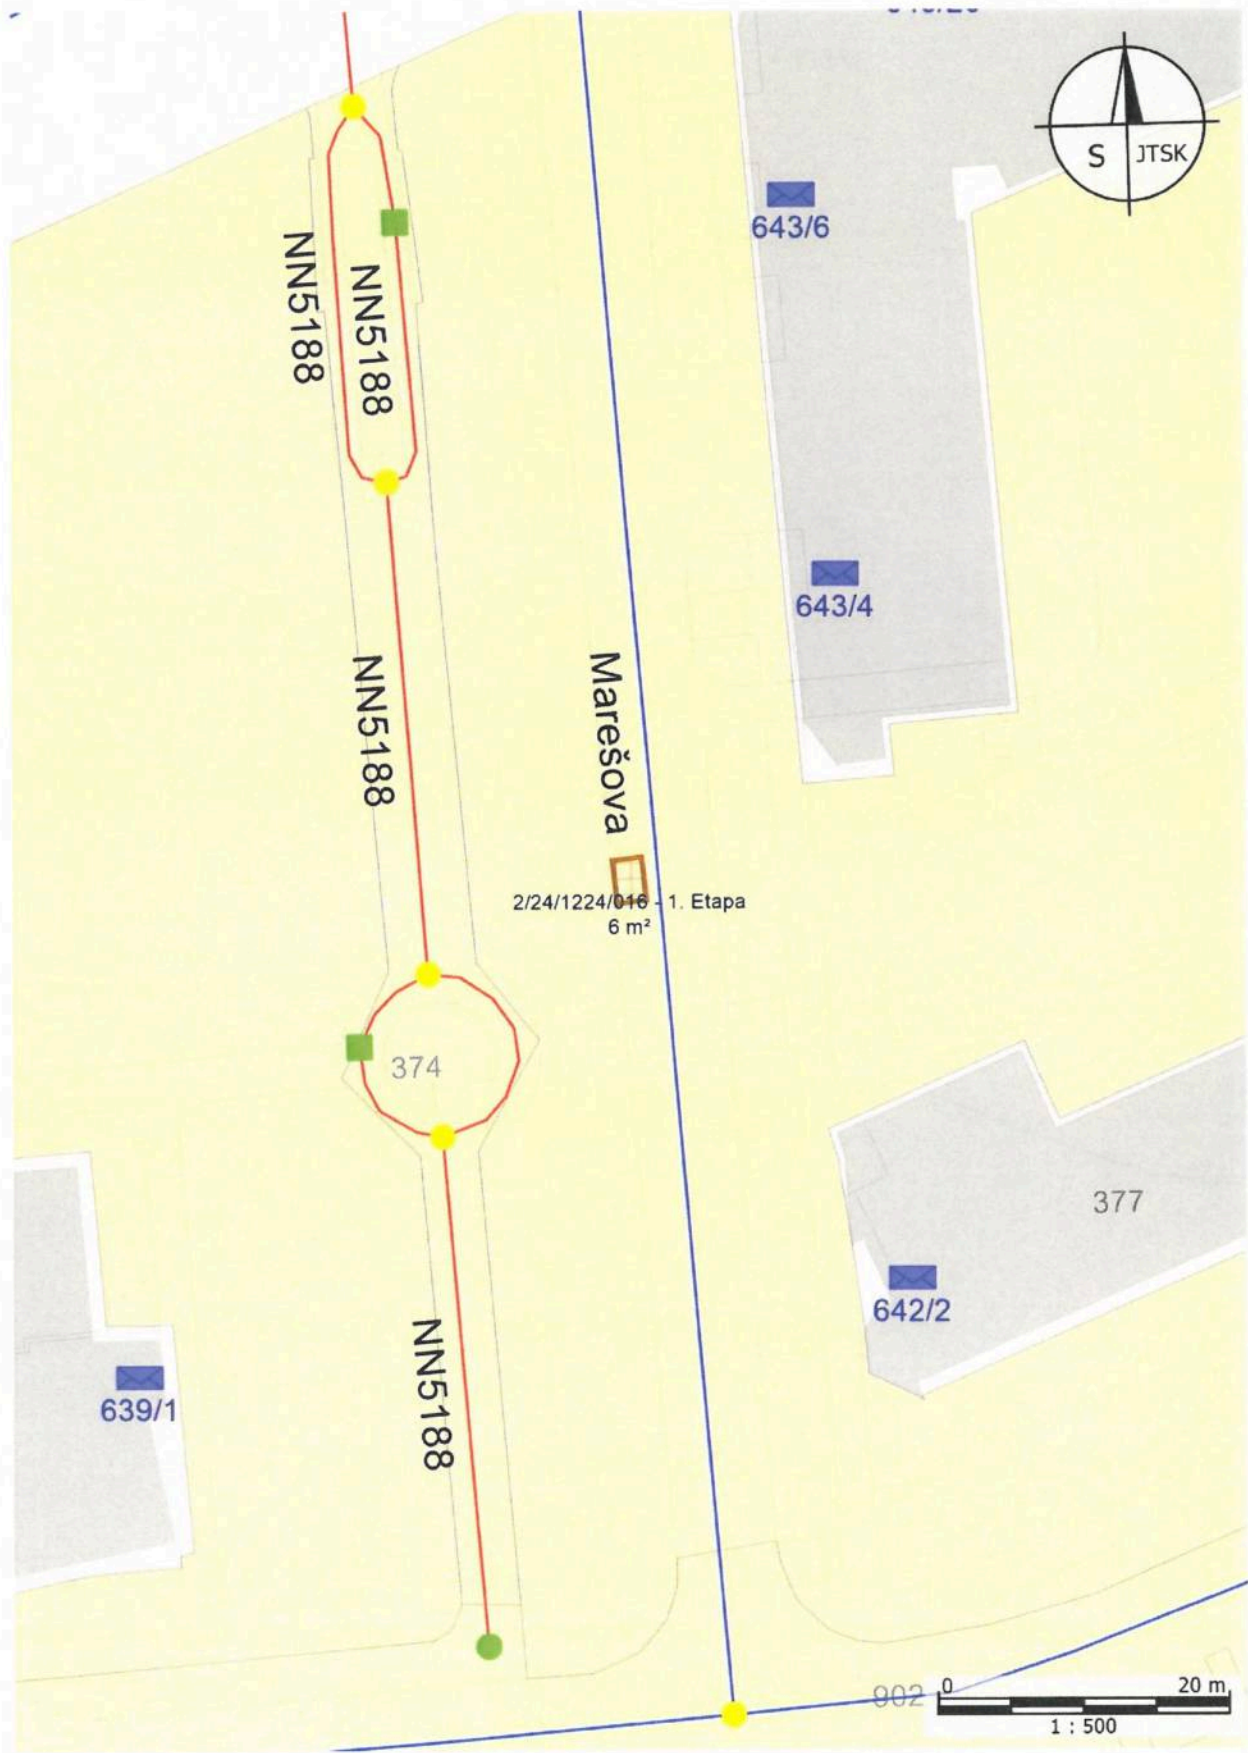 S JTSK
643/6
NN5188
NN5188
643/4
NN5188
Marešova
2/24/1224/016 - 1. Etapa
6 m²
374
377
642/2
NN5188
639/1
902
0 20 m
1 : 500